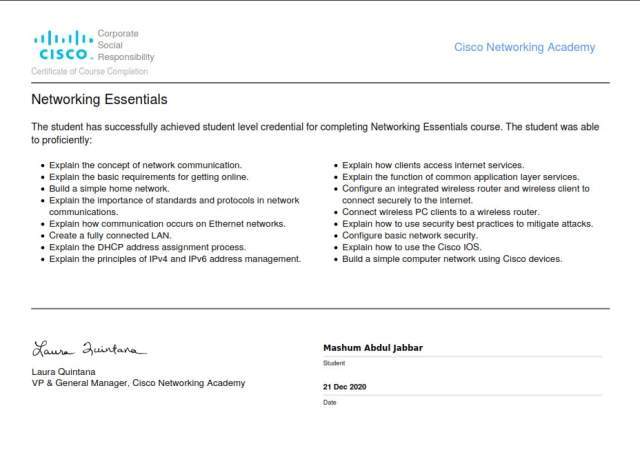 Corporate
Social
Responsibility
CISCO
Cisco Networking Academy
Certificate of Course Completion
Networking Essentials
The student has successfully achieved student level credential for completing Networking Essentials course. The student was able
to proficiently:
• Explain the concept of network communication.
• Explain the basic requirements for getting online.
• Build a simple home network.
• Explain the importance of standards and protocols in network
communications.
• Explain how communication occurs on Ethernet networks.
• Create a fully connected LAN.
• Explain the DHCP address assignment process.
• Explain the principles of IPv4 and IPv6 address management.
• Explain how clients access internet services.
• Explain the function of common application layer services.
• Configure an integrated wireless router and wireless client to
connect securely to the internet.
• Connect wireless PC clients to a wireless router.
• Explain how to use security best practices to mitigate attacks.
• Configure basic network security.
• Explain how to use the Cisco IOS.
• Build a simple computer network using Cisco devices.
Laura Quintana
Laura Quintana
VP & General Manager, Cisco Networking Academy
Mashum Abdul Jabbar
Student
21 Dec 2020
Date